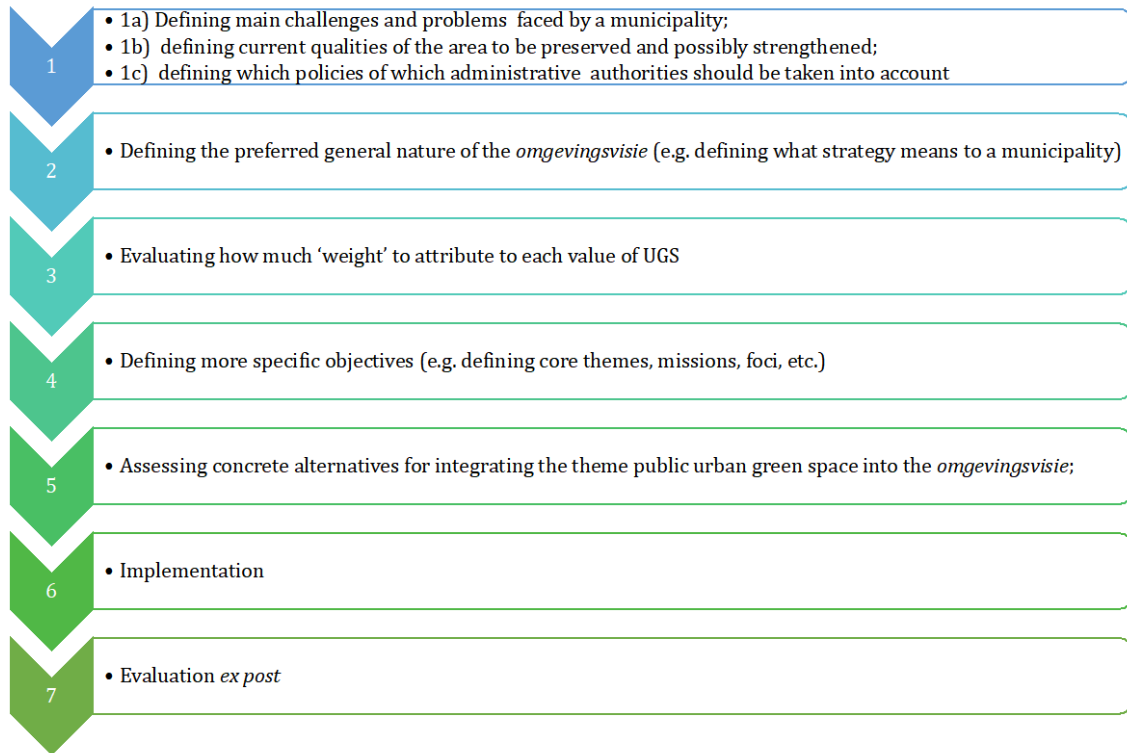 1
• 1a) Defining main challenges and problems faced by a municipality;
• 1b) defining current qualities of the area to be preserved and possibly strengthened;
• 1c) defining which policies of which administrative authorities should be taken into account
2
• Defining the preferred general nature of the omgevingsvisie (e.g. defining what strategy means to a municipality)
3
• Evaluating how much ‘weight’ to attribute to each value of UGS
4
• Defining more specific objectives (e.g. defining core themes, missions, foci, etc.)
5
• Assessing concrete alternatives for integrating the theme public urban green space into the omgevingsvisie;
6
• Implementation
7
• Evaluation ex post